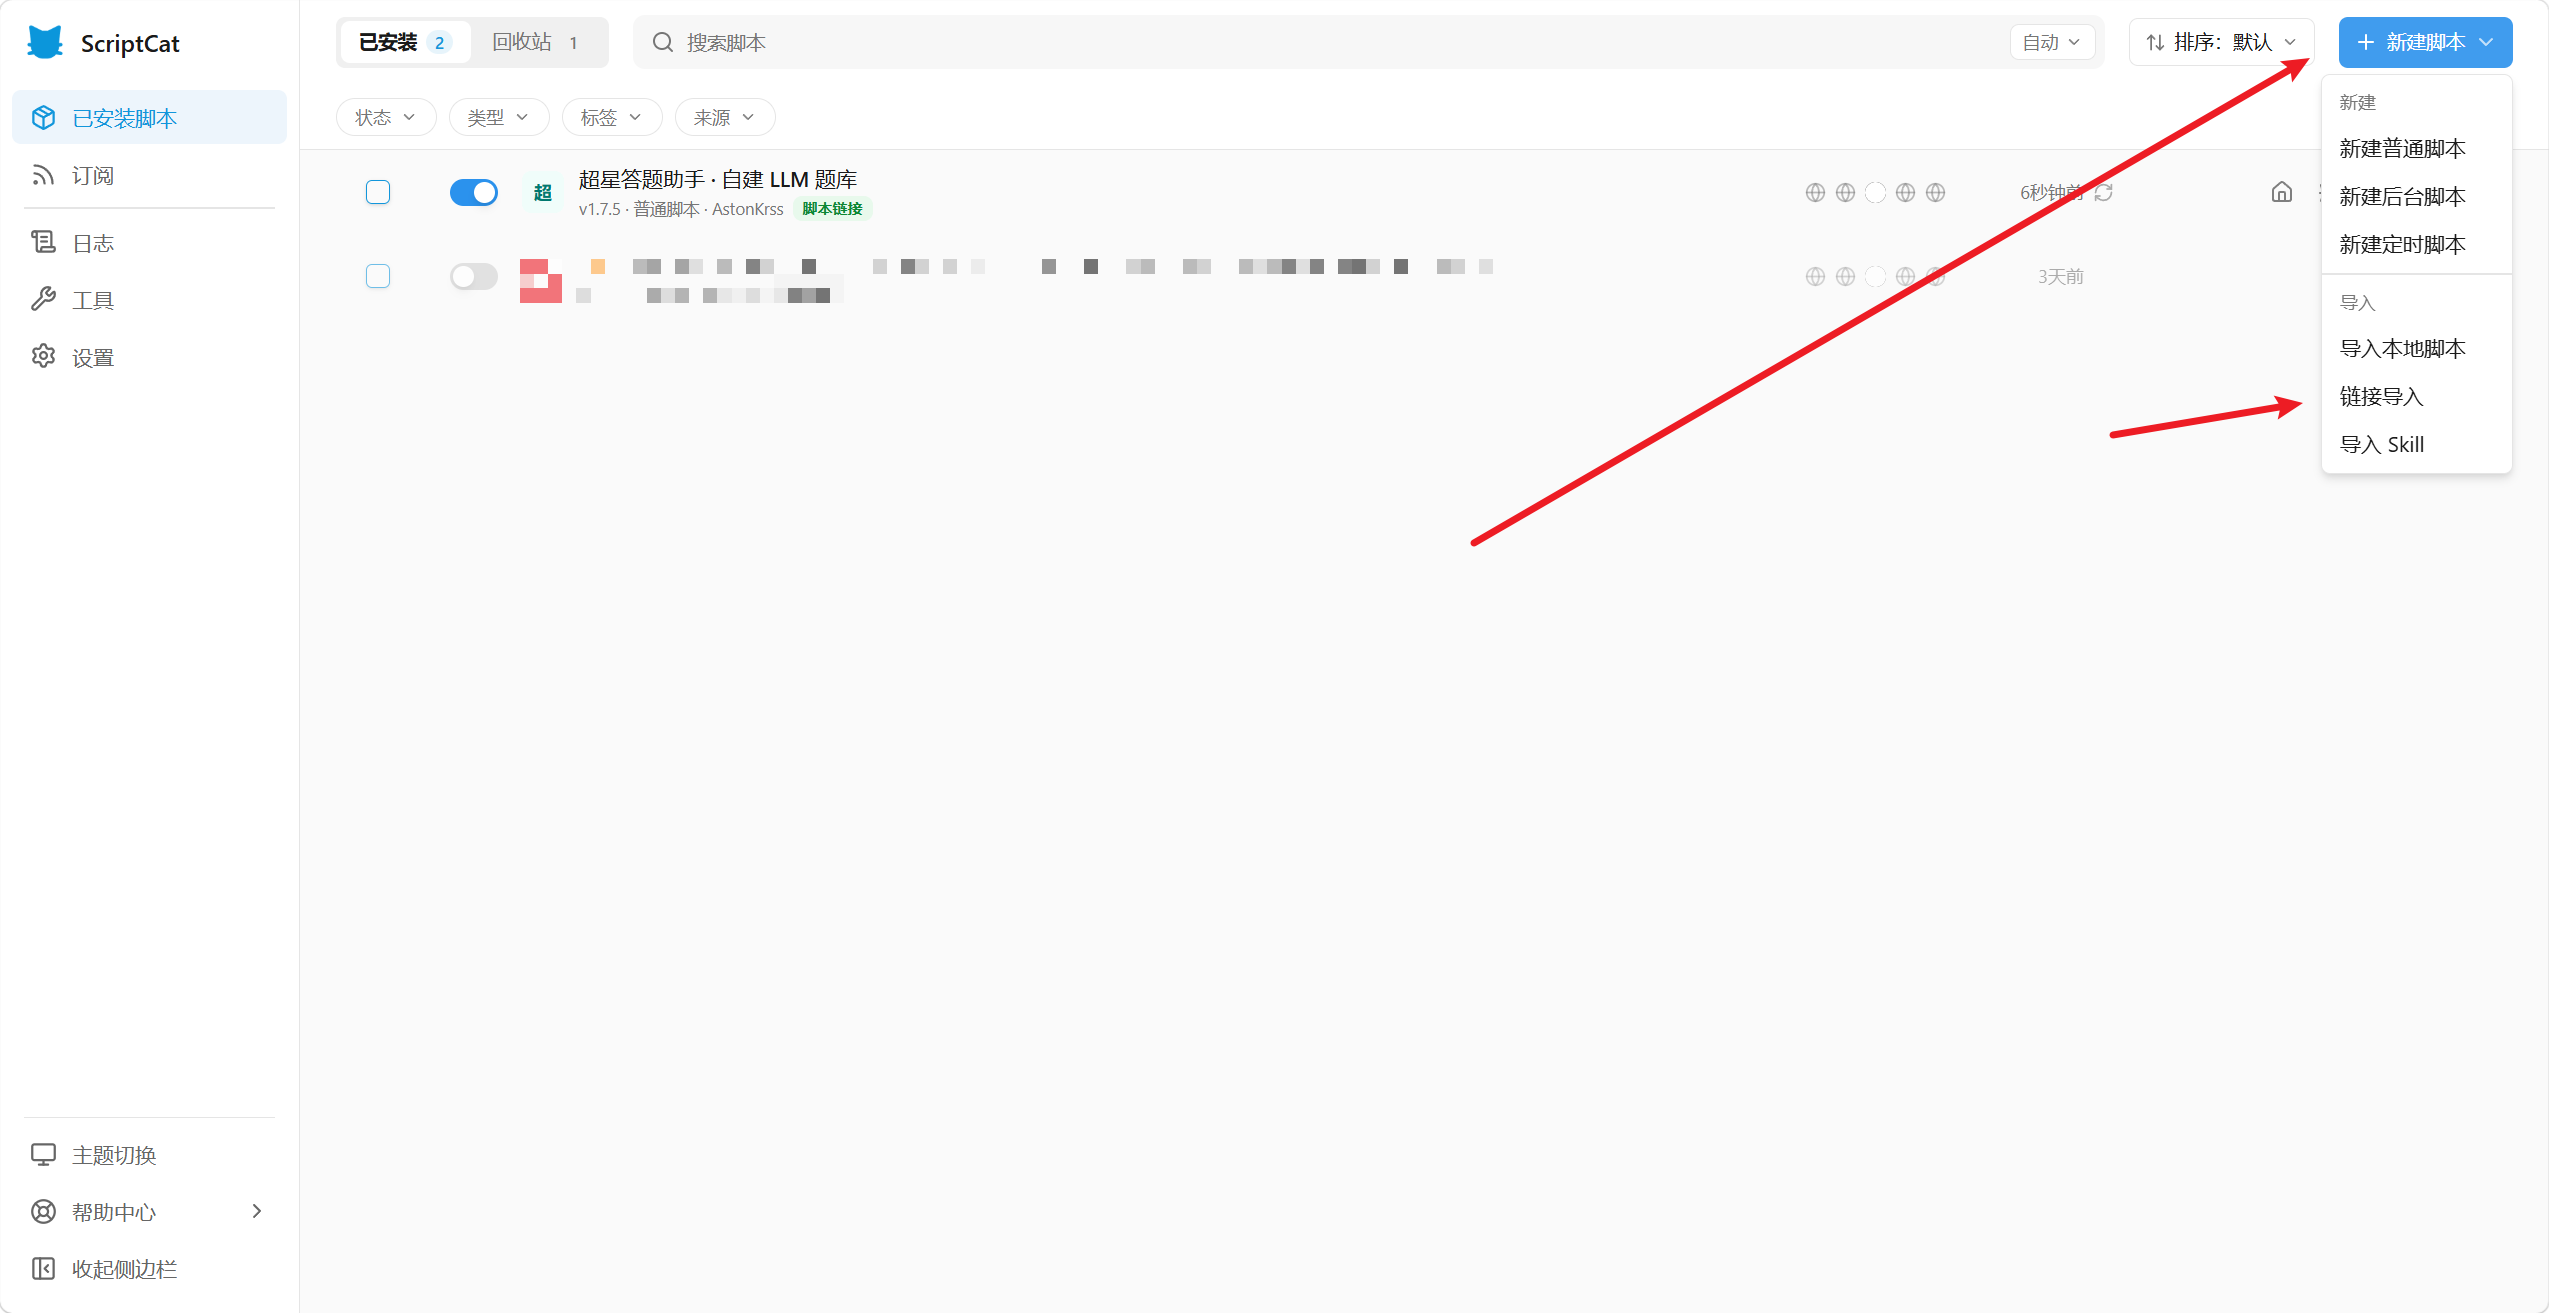 ScriptCat
已安装脚本
订阅
日志
工具
设置
主题切换
帮助中心
收起侧边栏
已安装 2
回收站 1
搜索脚本
自动
排序：默认
新建脚本
状态
类型
标签
来源
超 超星答题助手 · 自建 LLM 题库
v1.7.5 · 普通脚本 · AstonKrss 脚本链接
6秒钟前
3天前
新建
新建普通脚本
新建后台脚本
新建定时脚本
导入
导入本地脚本
链接导入
导入 Skill